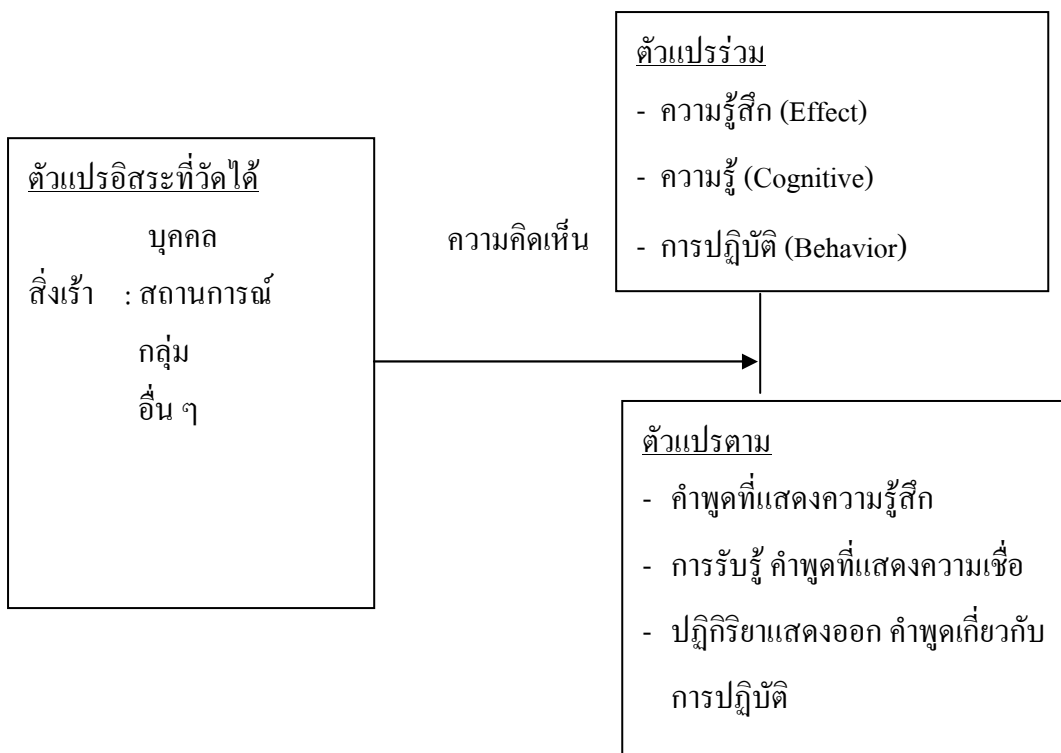 ตัวแปรอิสระที่วัดได้
บุคคล
สิ่งเร้า : สถานการณ์
กลุ่ม
อื่น ๆ
ความคิดเห็น
ตัวแปรร่วม
- ความรู้สึก (Effect)
- ความรู้ (Cognitive)
- การปฏิบัติ (Behavior)
ตัวแปรตาม
- คำพูดที่แสดงความรู้สึก
- การรับรู้ คำพูดที่แสดงความเชื่อ
- ปฏิกิริยาแสดงออก คำพูดเกี่ยวกับ
การปฏิบัติ